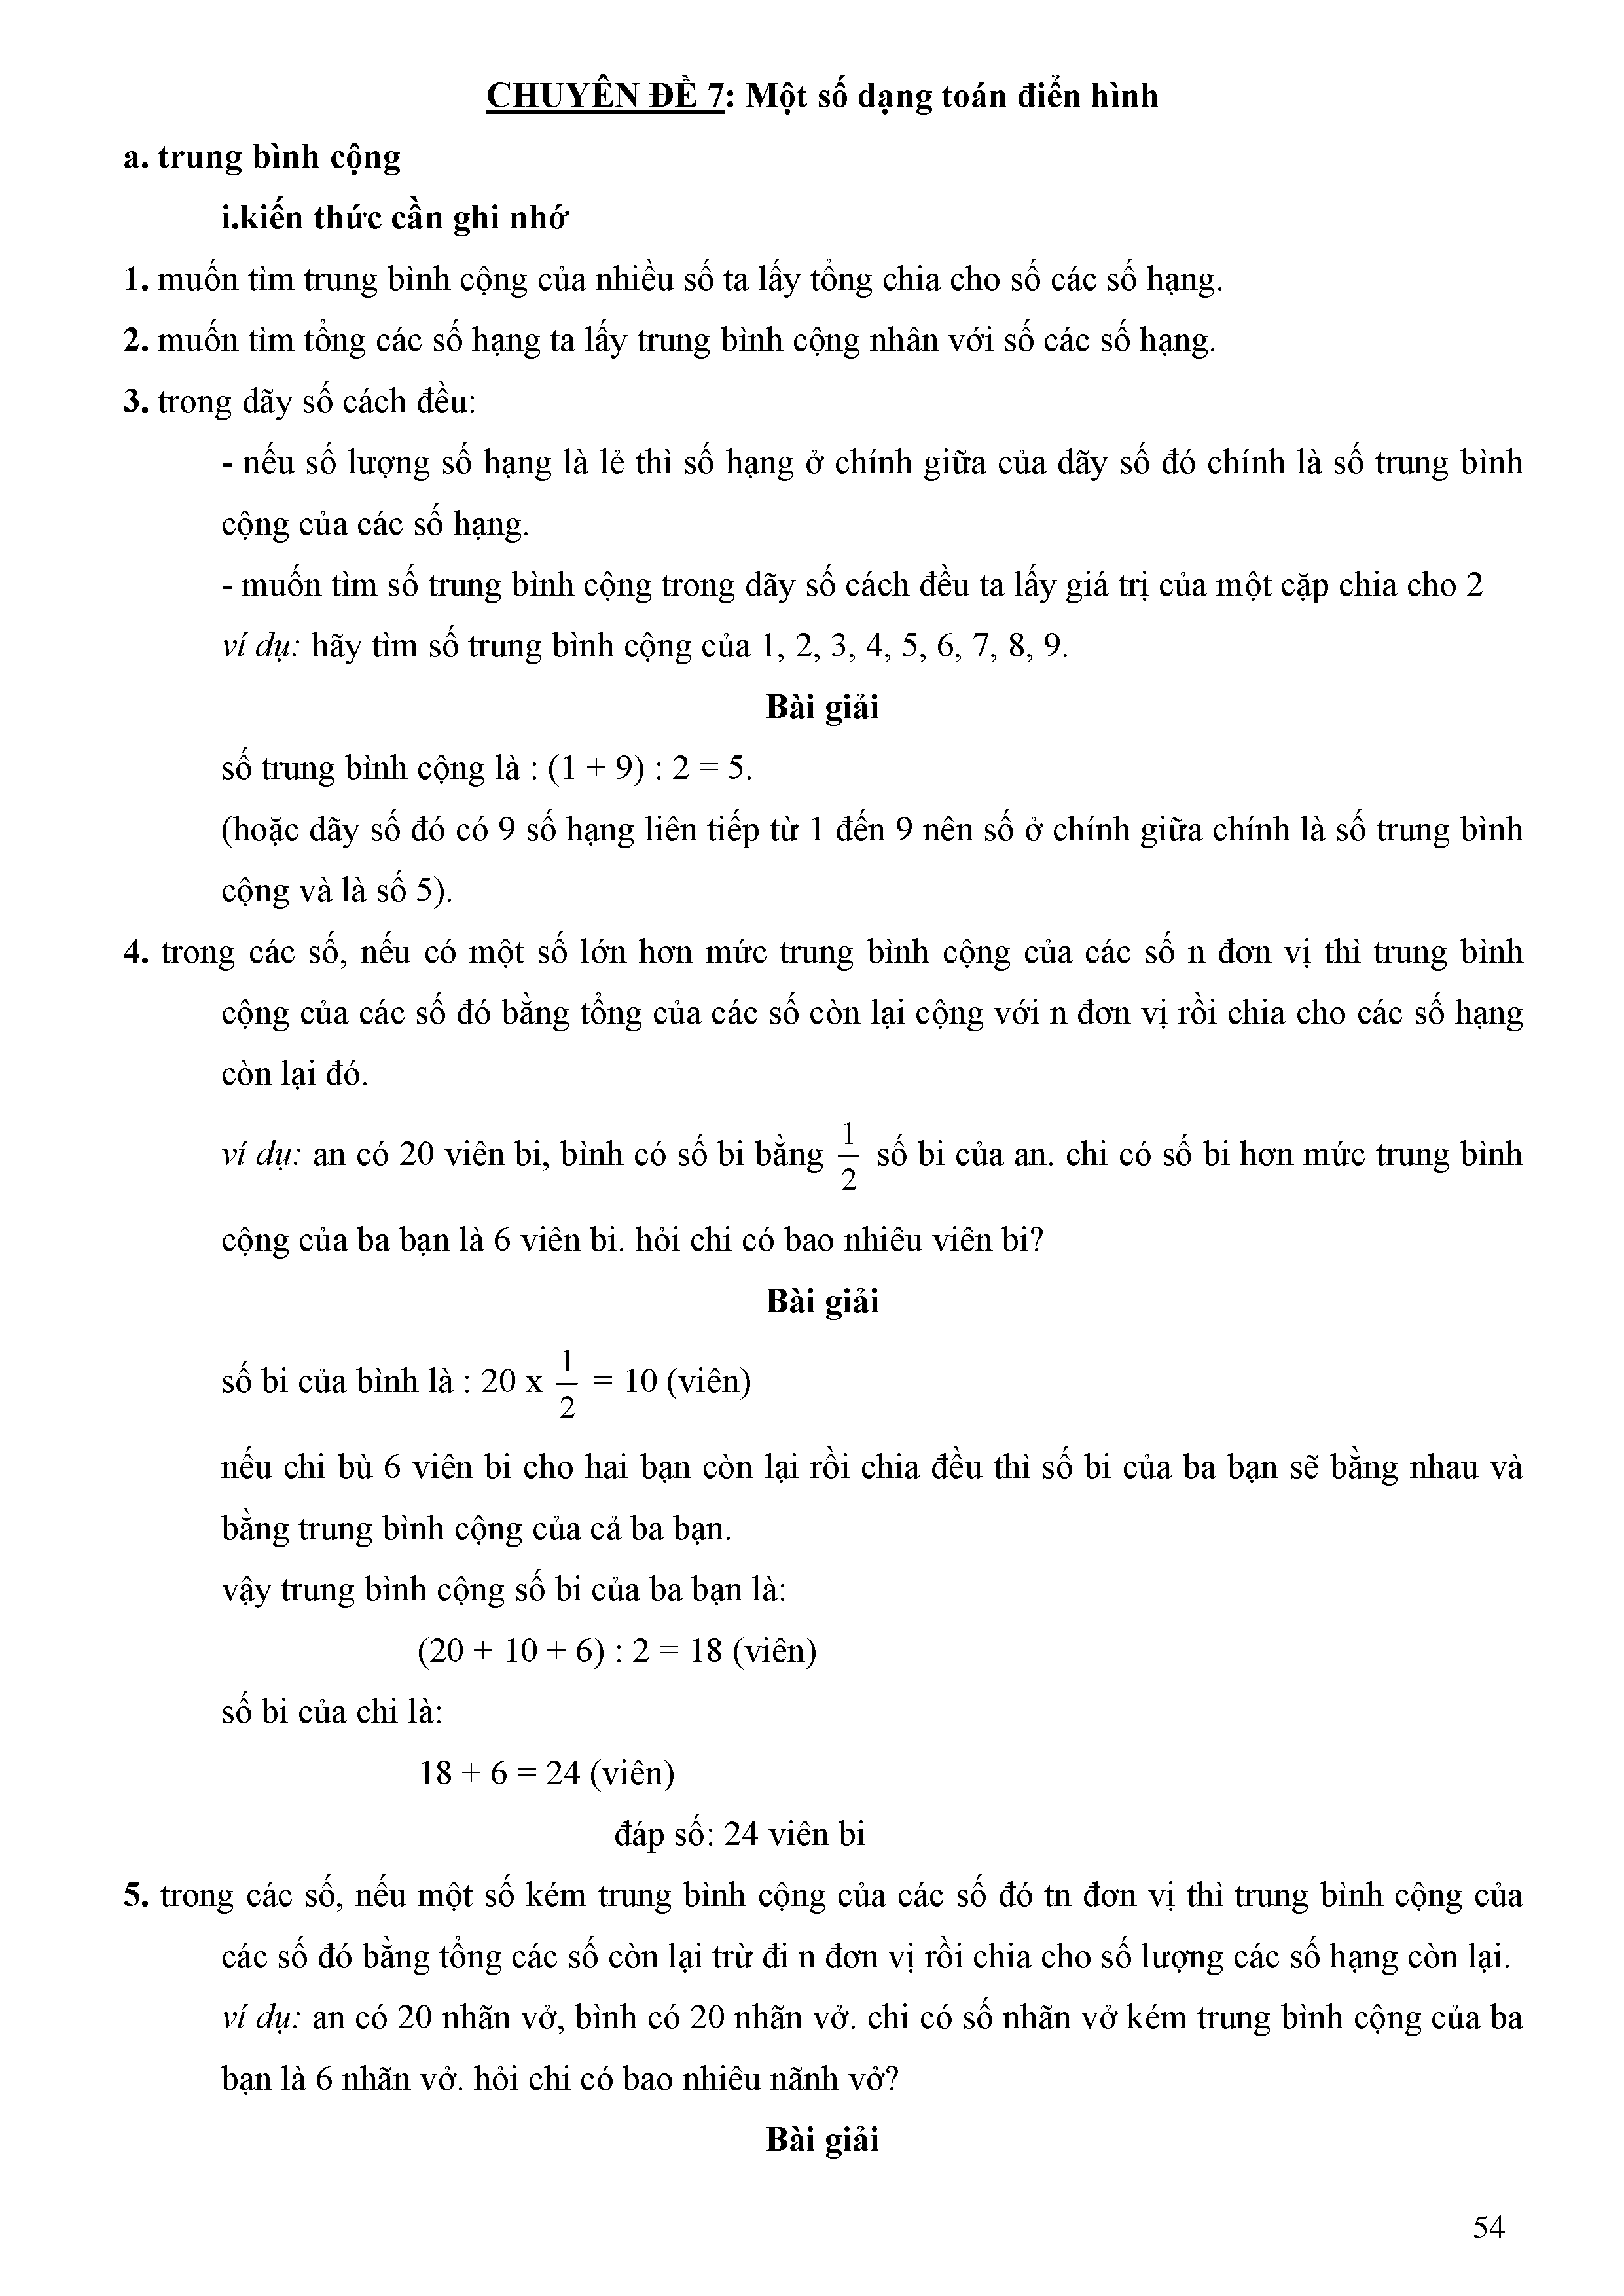 CHUYÊN ĐỀ 7: Một số dạng toán điển hình
a. trung bình cộng
i.kiến thức cần ghi nhớ
1. muốn tìm trung bình cộng của nhiều số ta lấy tổng chia cho số các số hạng.
2. muốn tìm tổng các số hạng ta lấy trung bình cộng nhân với số các số hạng.
3. trong dãy số cách đều:
- nếu số lượng số hạng là lẻ thì số hạng ở chính giữa của dãy số đó chính là số trung bình
cộng của các số hạng.
- muốn tìm số trung bình cộng trong dãy số cách đều ta lấy giá trị của một cặp chia cho 2
ví dụ: hãy tìm số trung bình cộng của 1, 2, 3, 4, 5, 6, 7, 8, 9.
Bài giải
số trung bình cộng là : (1 + 9) : 2 = 5.
(hoặc dãy số đó có 9 số hạng liên tiếp từ 1 đến 9 nên số ở chính giữa chính là số trung bình
cộng và là số 5).
4. trong các số, nếu có một số lớn hơn mức trung bình cộng của các số n đơn vị thì trung bình
cộng của các số đó bằng tổng của các số còn lại cộng với n đơn vị rồi chia cho các số hạng
còn lại đó.
ví dụ: an có 20 viên bi, bình có số bi bằng 1/2 số bi của an. chi có số bi hơn mức trung bình
cộng của ba bạn là 6 viên bi. hỏi chi có bao nhiêu viên bi?
Bài giải
số bi của bình là : 20 x 1/2 = 10 (viên)
nếu chi bù 6 viên bi cho hai bạn còn lại rồi chia đều thì số bi của ba bạn sẽ bằng nhau và
bằng trung bình cộng của cả ba bạn.
vậy trung bình cộng số bi của ba bạn là:
(20 + 10 + 6) : 2 = 18 (viên)
số bi của chi là:
18 + 6 = 24 (viên)
đáp số: 24 viên bi
5. trong các số, nếu một số kém trung bình cộng của các số đó tn đơn vị thì trung bình cộng của
các số đó bằng tổng các số còn lại trừ đi n đơn vị rồi chia cho số lượng các số hạng còn lại.
ví dụ: an có 20 nhãn vở, bình có 20 nhãn vở. chi có số nhãn vở kém trung bình cộng của ba
bạn là 6 nhãn vở. hỏi chi có bao nhiêu nãnh vở?
Bài giải
54